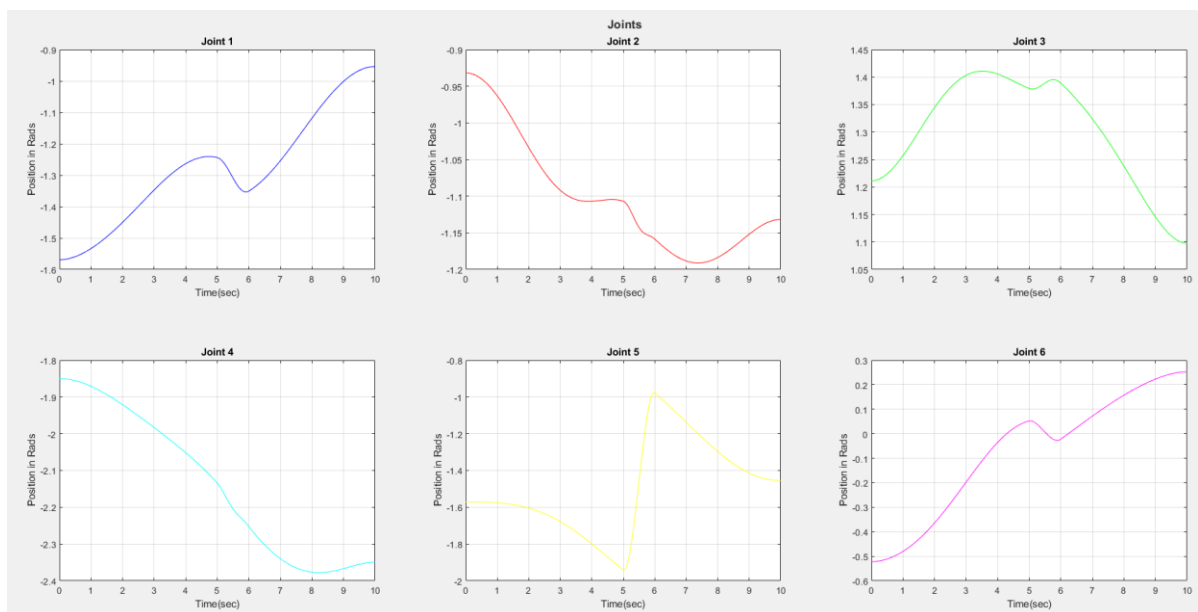 Joints
Joint 1
-0.9
-1
-1.1
-1.2
-1.3
-1.4
-1.5
-1.6
Position in Rads
0 1 2 3 4 5 6 7 8 9 10
Time(sec)
Joint 2
-0.9
-0.95
-1
-1.05
-1.1
-1.15
-1.2
Position in Rads
0 1 2 3 4 5 6 7 8 9 10
Time(sec)
Joint 3
1.45
1.4
1.35
1.3
1.25
1.2
1.15
1.1
1.05
Position in Rads
0 1 2 3 4 5 6 7 8 9 10
Time(sec)
Joint 4
-1.8
-1.9
-2
-2.1
-2.2
-2.3
-2.4
Position in Rads
0 1 2 3 4 5 6 7 8 9 10
Time(sec)
Joint 5
-0.8
-1
-1.2
-1.4
-1.6
-1.8
-2
Position in Rads
0 1 2 3 4 5 6 7 8 9 10
Time(sec)
Joint 6
0.3
0.2
0.1
0
-0.1
-0.2
-0.3
-0.4
-0.5
-0.6
Position in Rads
0 1 2 3 4 5 6 7 8 9 10
Time(sec)